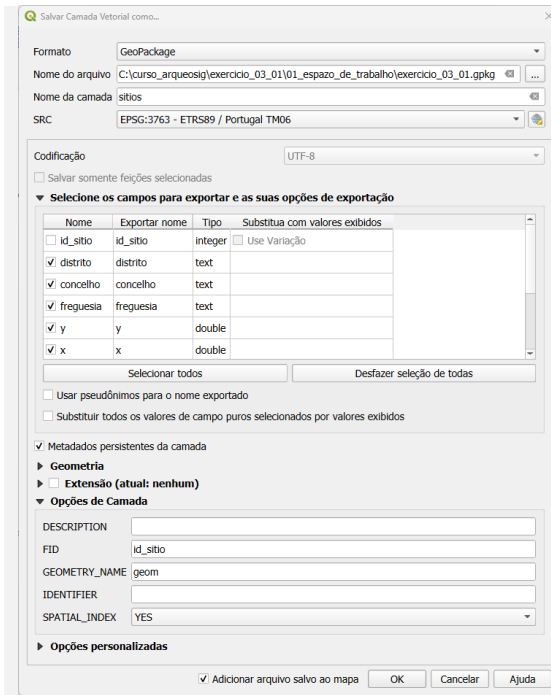 Salvar Camada Vetorial como...
Formato GeoPackage
Nome do arquivo C:\curso_arqueosig\exercicio_03_01\01_espazo_de_trabalho\exercicio_03_01.gpkg ...
Nome da camada sitios
SRC EPSG:3763 - ETRS89 / Portugal TM06
Codificação UTF-8
Salvar somente feições selecionadas
Selecione os campos para exportar e as suas opções de exportação
Nome Exportar nome Tipo Substitua com valores exibidos
id_sitio id_sitio integer Use Variação
distrito distrito text
concelho concelho text
freguesia freguesia text
y y double
x x double
Selecionar todos Desfazer seleção de todas
Usar pseudônimos para o nome exportado
Substituir todos os valores de campo puros selecionados por valores exibidos
Metadados persistentes da camada
Geometria
Extensão (atual: nenhum)
Opções de Camada
DESCRIPTION
FID id_sitio
GEOMETRY_NAME geom
IDENTIFIER
SPATIAL_INDEX YES
Opções personalizadas
Adicionar arquivo salvo ao mapa OK Cancelar Ajuda